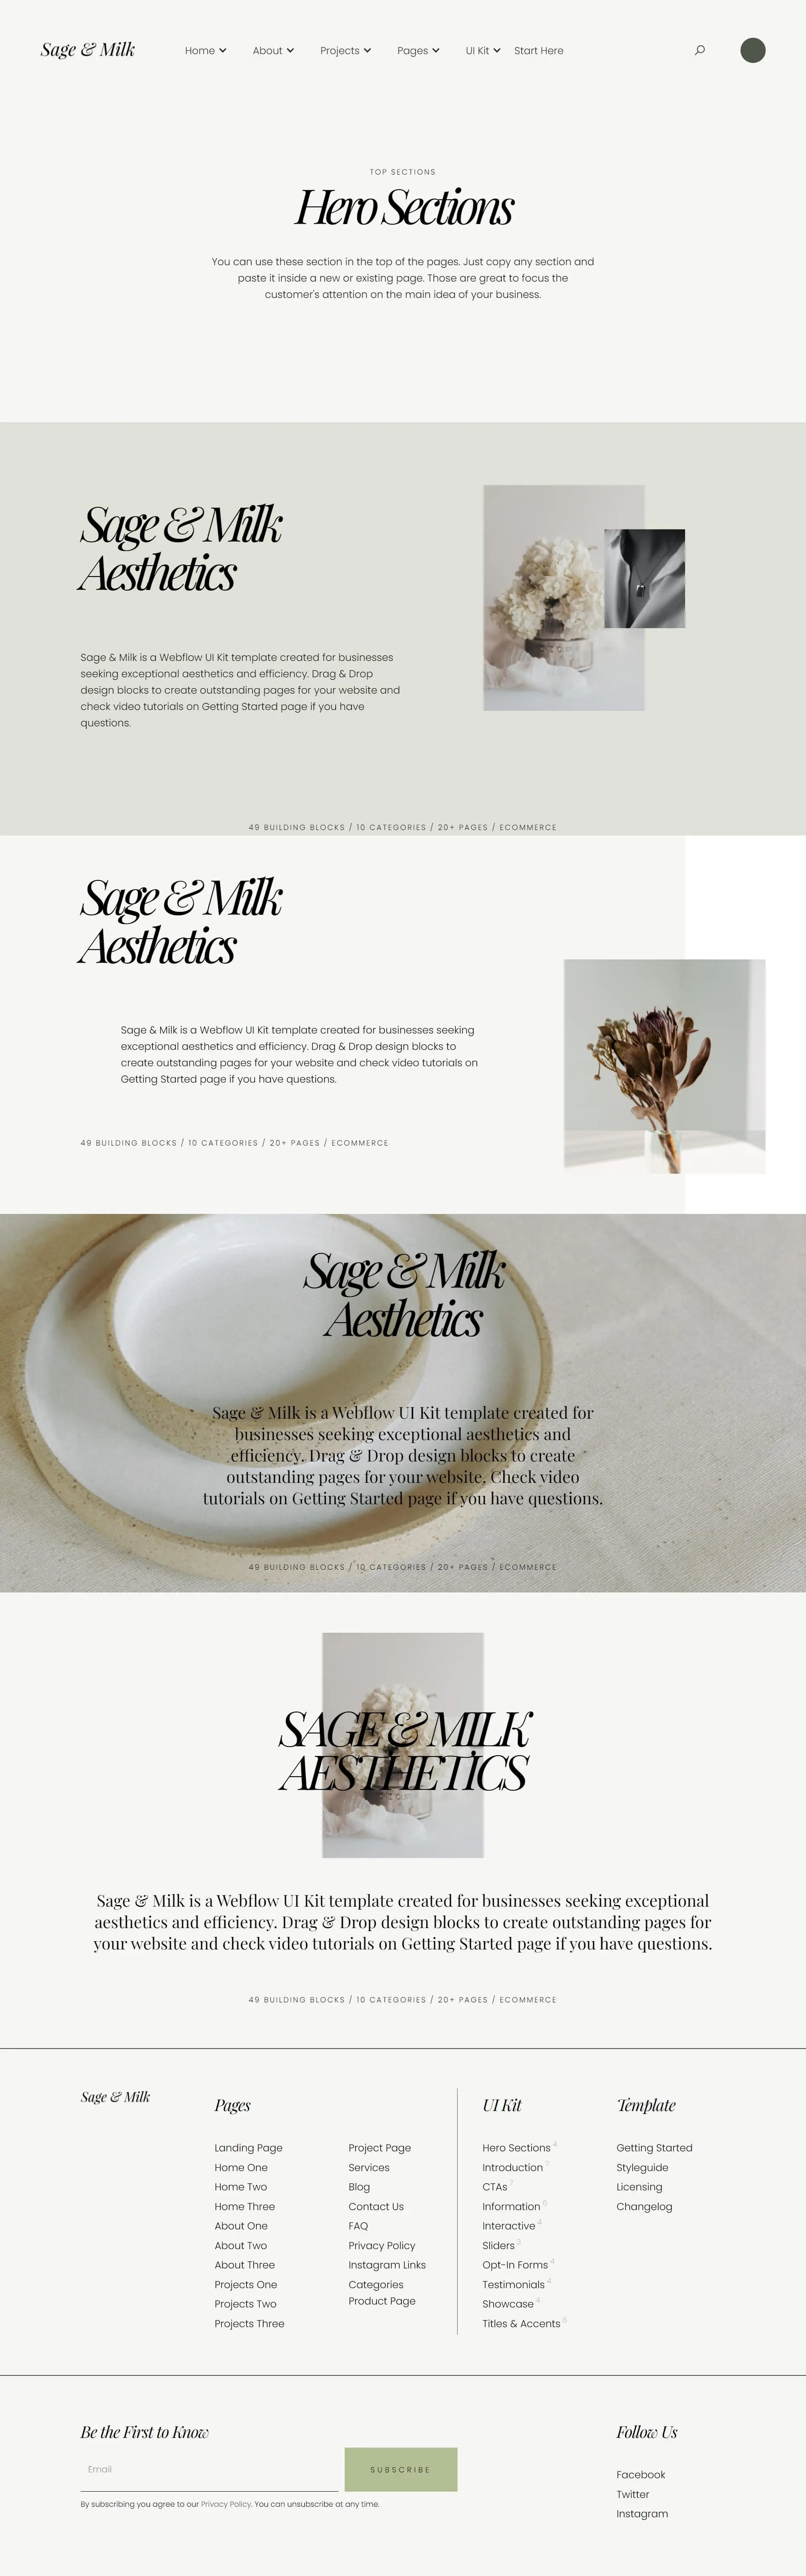 Sage & Milk
Home
About
Projects
Pages
UI Kit
Start Here
TOP SECTIONS
Hero Sections
You can use these section in the top of the pages. Just copy any section and
paste it inside a new or existing page. Those are great to focus the
customer's attention on the main idea of your business.
Sage & Milk
Aesthetics
Sage & Milk is a Webflow UI Kit template created for businesses
seeking exceptional aesthetics and efficiency. Drag & Drop
design blocks to create outstanding pages for your website and
check video tutorials on Getting Started page if you have
questions.
49 BUILDING BLOCKS / 10 CATEGORIES / 20+ PAGES / ECOMMERCE
Sage & Milk
Aesthetics
Sage & Milk is a Webflow UI Kit template created for businesses seeking
exceptional aesthetics and efficiency. Drag & Drop design blocks to
create outstanding pages for your website and check video tutorials on
Getting Started page if you have questions.
49 BUILDING BLOCKS / 10 CATEGORIES / 20+ PAGES / ECOMMERCE
Sage & Milk
Aesthetics
Sage & Milk is a Webflow UI Kit template created for
businesses seeking exceptional aesthetics and
efficiency. Drag & Drop design blocks to create
outstanding pages for your website. Check video
tutorials on Getting Started page if you have questions.
49 BUILDING BLOCKS / 10 CATEGORIES / 20+ PAGES / ECOMMERCE
SAGE & MILK
AESTHETICS
Sage & Milk is a Webflow UI Kit template created for businesses seeking exceptional
aesthetics and efficiency. Drag & Drop design blocks to create outstanding pages for
your website and check video tutorials on Getting Started page if you have questions.
49 BUILDING BLOCKS / 10 CATEGORIES / 20+ PAGES / ECOMMERCE
Sage & Milk
Pages
Landing Page
Home One
Home Two
Home Three
About One
About Two
About Three
Projects One
Projects Two
Projects Three
Project Page
Services
Blog
Contact Us
FAQ
Privacy Policy
Instagram Links
Categories
Product Page
UI Kit
Hero Sections 4
Introduction 7
CTAs 7
Information
Interactive 4
Sliders 3
Opt-In Forms 4
Testimonials 4
Showcase 4
Titles & Accents
Template
Getting Started
Styleguide
Licensing
Changelog
Be the First to Know
Email
SUBSCRIBE
By subscribing you agree to our Privacy Policy. You can unsubscribe at any time.
Follow Us
Facebook
Twitter
Instagram